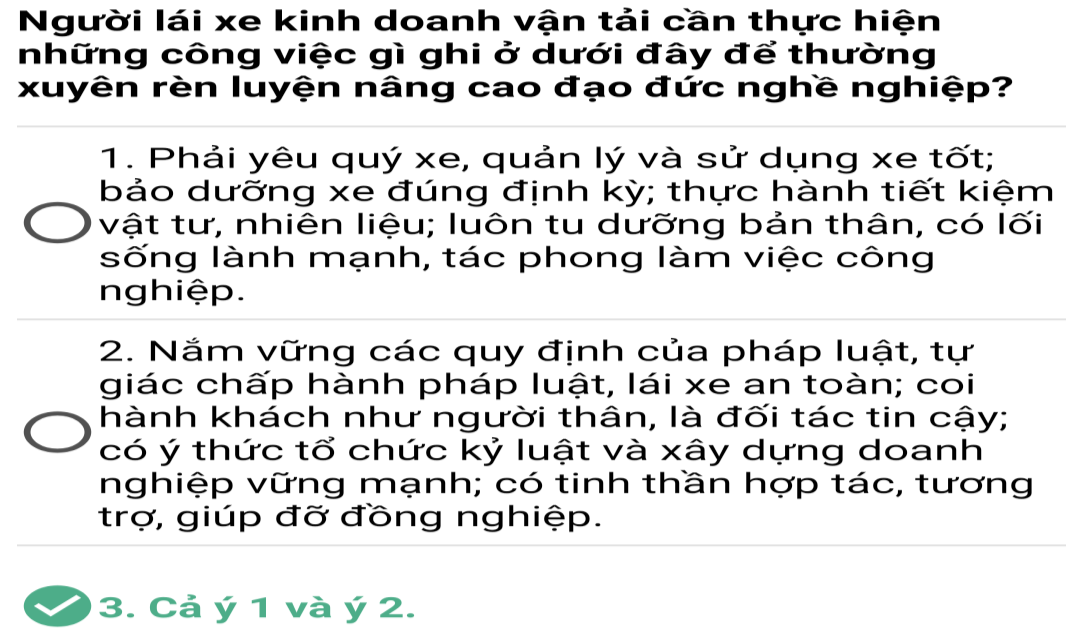 Người lái xe kinh doanh vận tải cần thực hiện
những công việc gì ghi ở dưới đây để thường
xuyên rèn luyện nâng cao đạo đức nghề nghiệp?
1. Phải yêu quý xe, quản lý và sử dụng xe tốt;
bảo dưỡng xe đúng định kỳ; thực hành tiết kiệm
vật tư, nhiên liệu; luôn tu dưỡng bản thân, có lối
sống lành mạnh, tác phong làm việc công
nghiệp.
2. Nắm vững các quy định của pháp luật, tự
giác chấp hành pháp luật, lái xe an toàn; coi
hành khách như người thân, là đối tác tin cậy;
có ý thức tổ chức kỷ luật và xây dựng doanh
nghiệp vững mạnh; có tinh thần hợp tác, tương
trợ, giúp đỡ đồng nghiệp.
3. Cả ý 1 và ý 2.